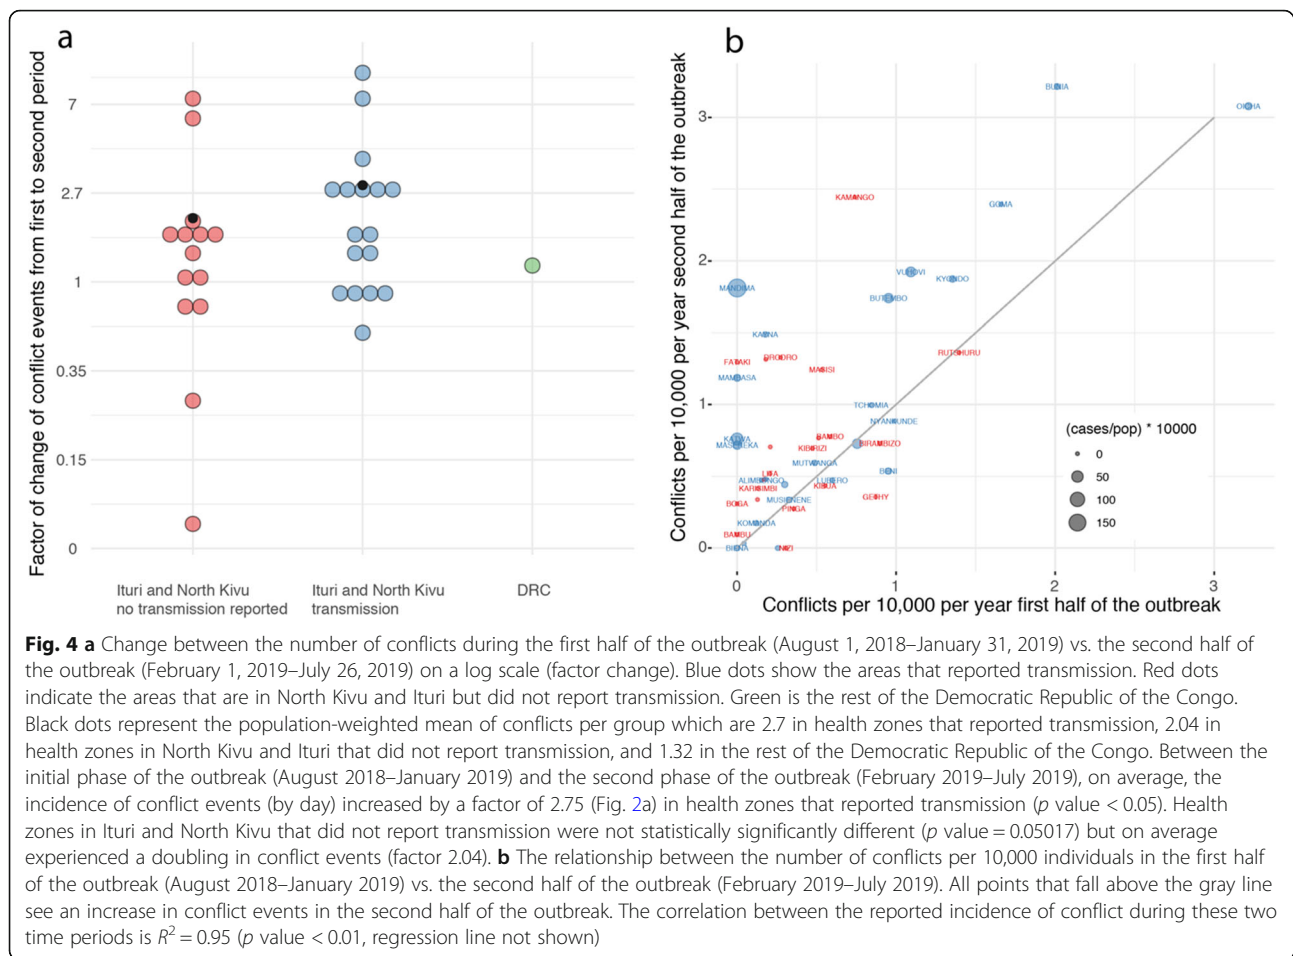 a
Factor of change of conflict events from first to second period
7
2.7
1
0.35
0.15
0
Ituri and North Kivu
no transmission reported
Ituri and North Kivu
transmission
DRC
b
Conflicts per 10,000 per year second half of the outbreak
3
2
1
0
BUNIA
OICHA
KAMANGO
GOMA
VUHOVI
KYONDO
MANDIMA
BUTEMBO
KAYNA
RUTSHURU
FATAKI
DRODRO
MASISI
MAMBASA
TCHOMIA
NYANKUNDE
KATWA
MASEREKA
BAMBO
BIRAMBIZO
KIBIRIZI
MUTWANGA
BENI
LITA
ALIMBONGO
LUBERO
KARISIMBI
KIBUA
BOGA
MUSIENENE
GETHY
PINGA
KOMANDA
BAMBU
BIENA
NIZI
(cases/pop) * 10000
0
50
100
150
0
1
2
3
Conflicts per 10,000 per year first half of the outbreak
Fig. 4 a Change between the number of conflicts during the first half of the outbreak (August 1, 2018–January 31, 2019) vs. the second half of
the outbreak (February 1, 2019–July 26, 2019) on a log scale (factor change). Blue dots show the areas that reported transmission. Red dots
indicate the areas that are in North Kivu and Ituri but did not report transmission. Green is the rest of the Democratic Republic of the Congo.
Black dots represent the population-weighted mean of conflicts per group which are 2.7 in health zones that reported transmission, 2.04 in
health zones in North Kivu and Ituri that did not report transmission, and 1.32 in the rest of the Democratic Republic of the Congo. Between the
initial phase of the outbreak (August 2018–January 2019) and the second phase of the outbreak (February 2019–July 2019), on average, the
incidence of conflict events (by day) increased by a factor of 2.75 (Fig. 2a) in health zones that reported transmission (p value < 0.05). Health
zones in Ituri and North Kivu that did not report transmission were not statistically significantly different (p value = 0.05017) but on average
experienced a doubling in conflict events (factor 2.04). b The relationship between the number of conflicts per 10,000 individuals in the first half
of the outbreak (August 2018–January 2019) vs. the second half of the outbreak (February 2019–July 2019). All points that fall above the gray line
see an increase in conflict events in the second half of the outbreak. The correlation between the reported incidence of conflict during these two
time periods is R² = 0.95 (p value < 0.01, regression line not shown)